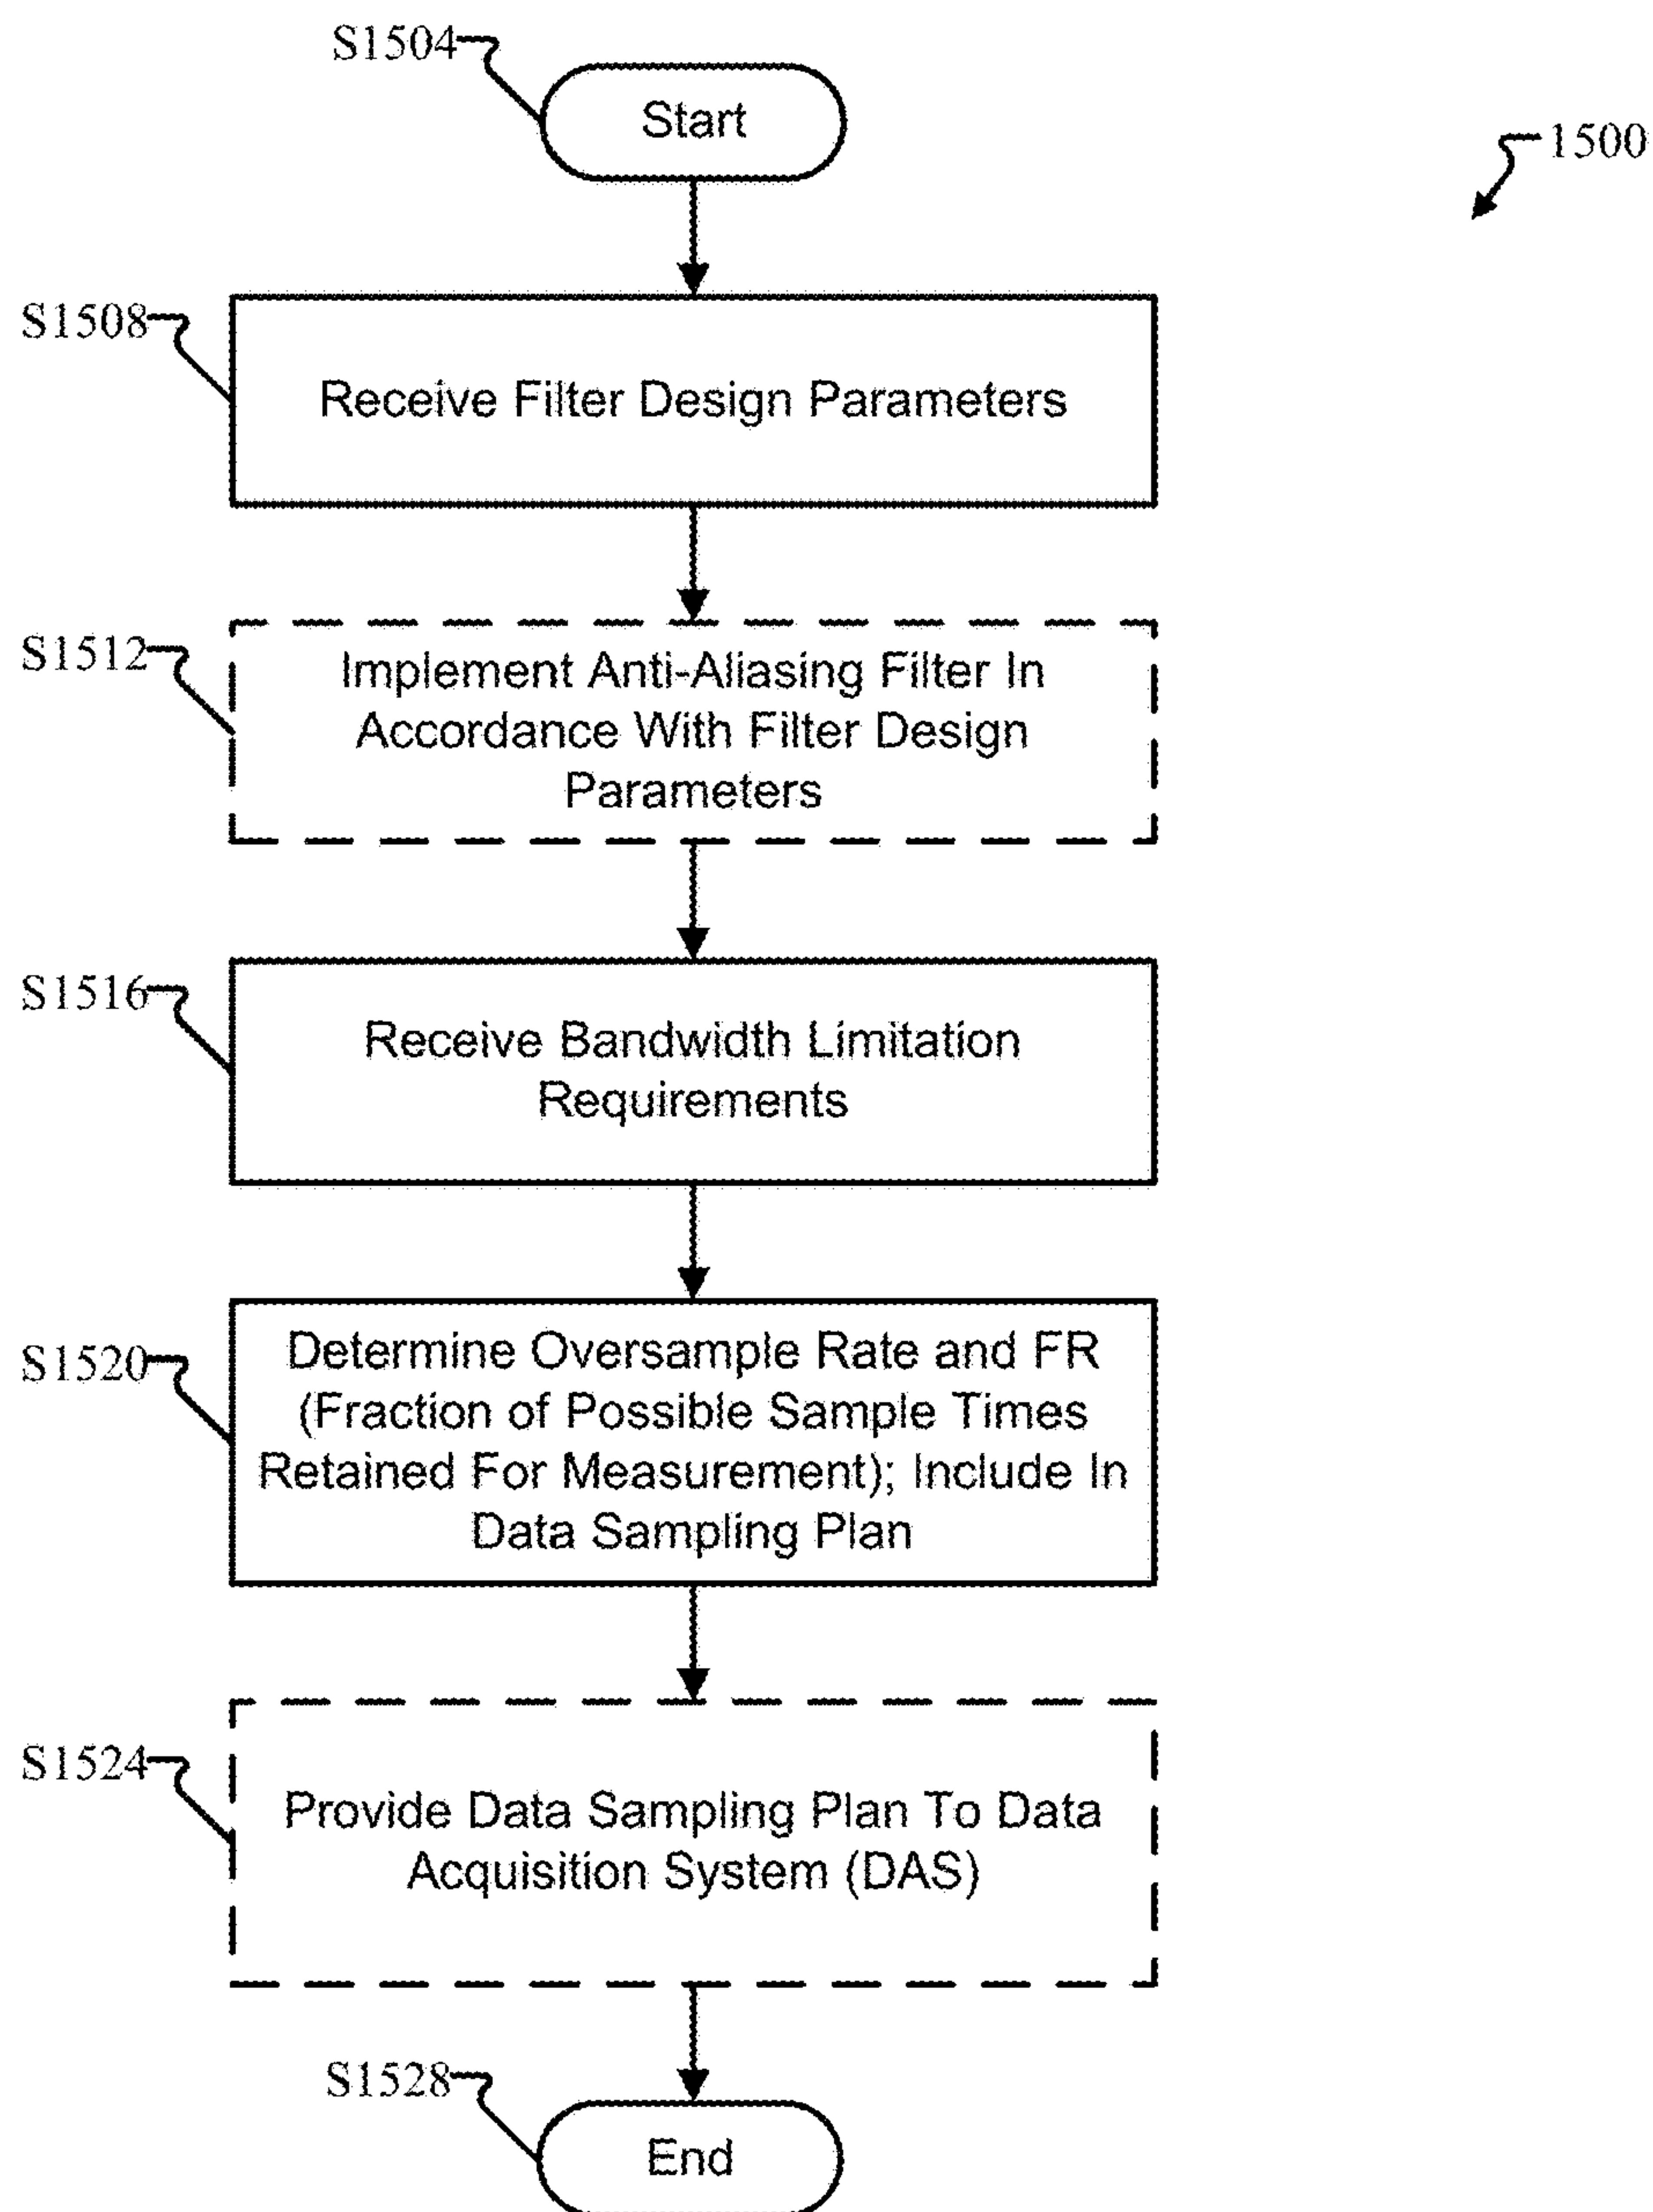 S1504
Start
1500
S1508
Receive Filter Design Parameters
S1512
Implement Anti-Aliasing Filter In
Accordance With Filter Design
Parameters
S1516
Receive Bandwidth Limitation
Requirements
S1520
Determine Oversample Rate and FR
(Fraction of Possible Sample Times
Retained For Measurement); Include In
Data Sampling Plan
S1524
Provide Data Sampling Plan To Data
Acquisition System (DAS)
S1528
End